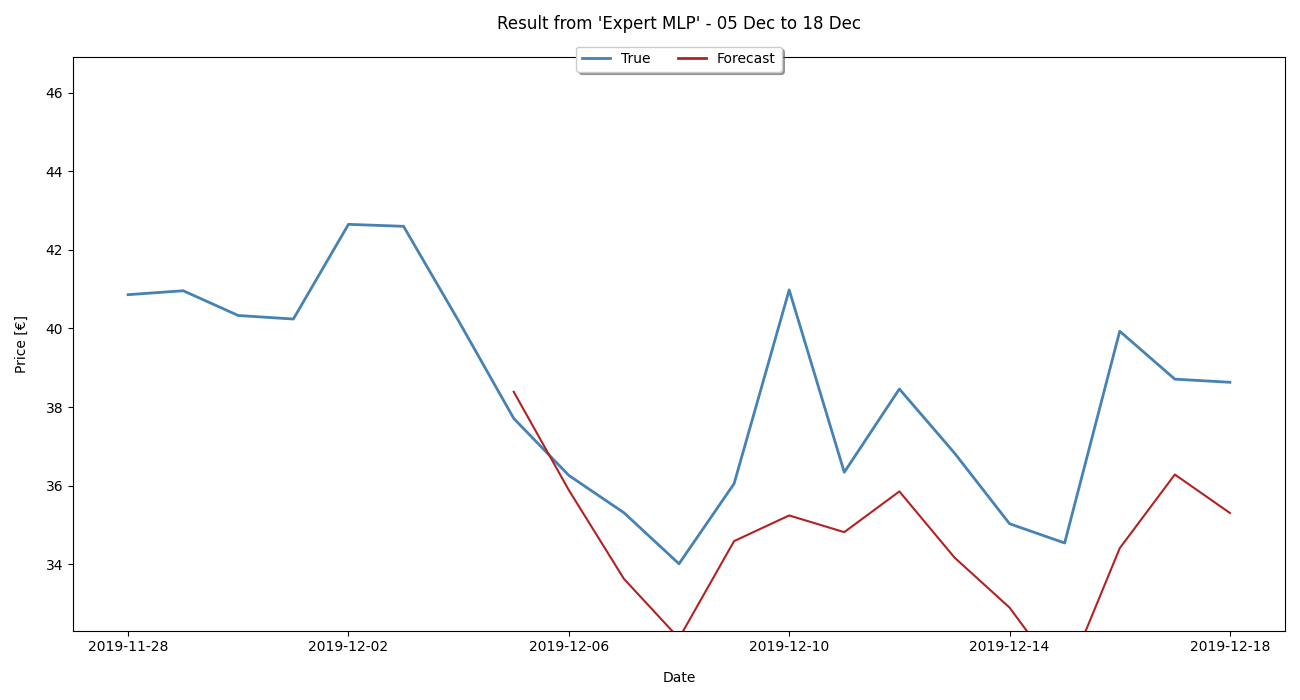 Result from 'Expert MLP' - 05 Dec to 18 Dec
True
Forecast
46
44
42
40
38
36
34
Price [€]
2019-11-28
2019-12-02
2019-12-06
2019-12-10
2019-12-14
2019-12-18
Date